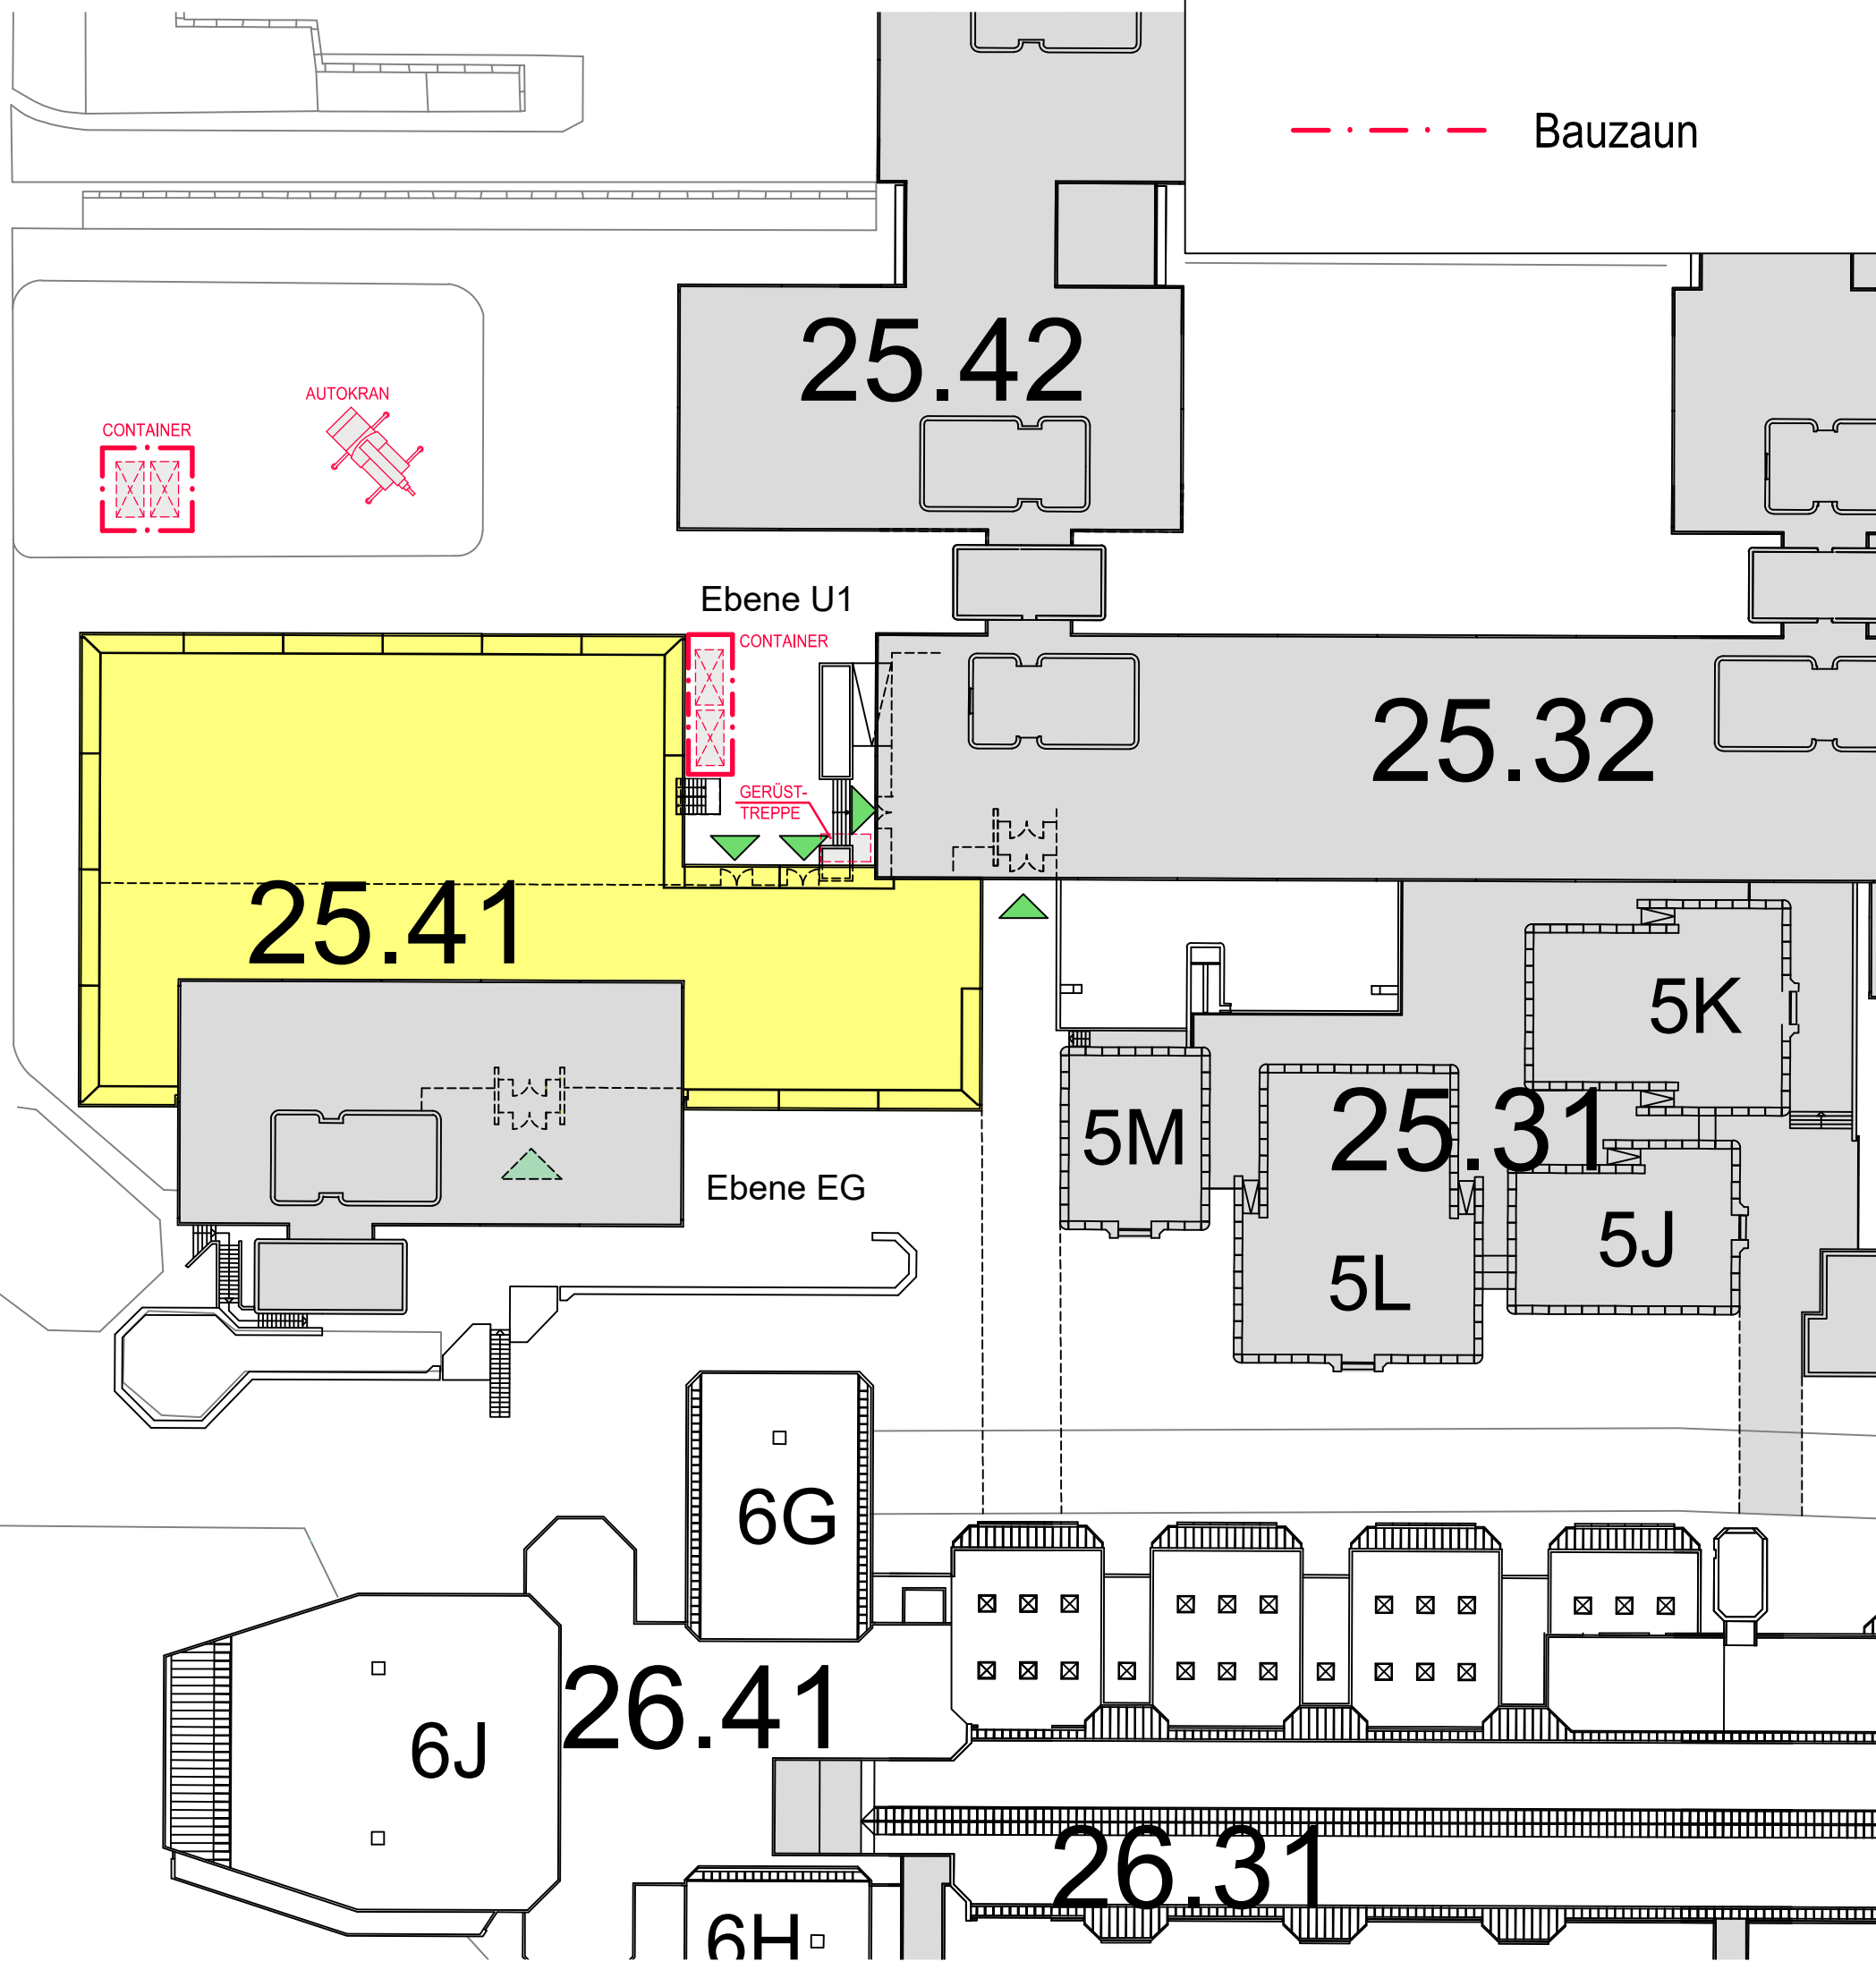 Bauzaun
25.42
AUTOKRAN
CONTAINER
Ebene U1
CONTAINER
25.32
GERÜST-
TREPPE
25.41
5K
5M
25.31
Ebene EG
5J
5L
6G
26.41
6J
26.31
6H